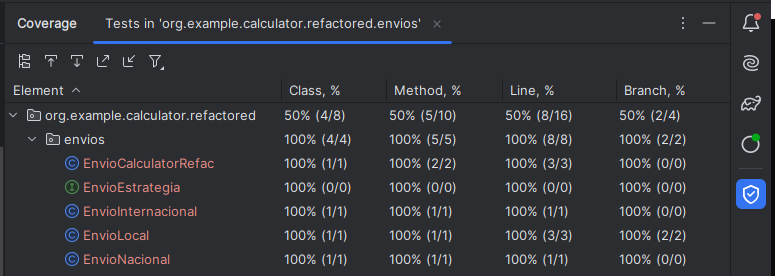 Coverage Tests in 'org.example.calculator.refactored.envios'
Element Class, % Method, % Line, % Branch, %
org.example.calculator.refactored 50% (4/8) 50% (5/10) 50% (8/16) 50% (2/4)
envios 100% (4/4) 100% (5/5) 100% (8/8) 100% (2/2)
EnvioCalculatorRefac 100% (1/1) 100% (2/2) 100% (3/3) 100% (0/0)
EnvioEstrategia 100% (0/0) 100% (0/0) 100% (0/0) 100% (0/0)
EnvioInternacional 100% (1/1) 100% (1/1) 100% (1/1) 100% (0/0)
EnvioLocal 100% (1/1) 100% (1/1) 100% (3/3) 100% (2/2)
EnvioNacional 100% (1/1) 100% (1/1) 100% (1/1) 100% (0/0)